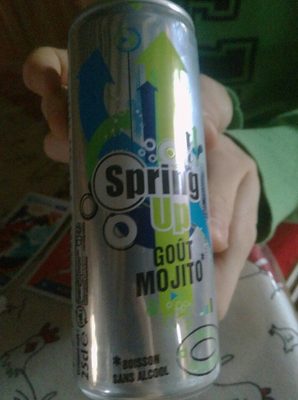 Spring
Up
GOÛT
MOJITO*
*BOISSON
SANS ALCOOL